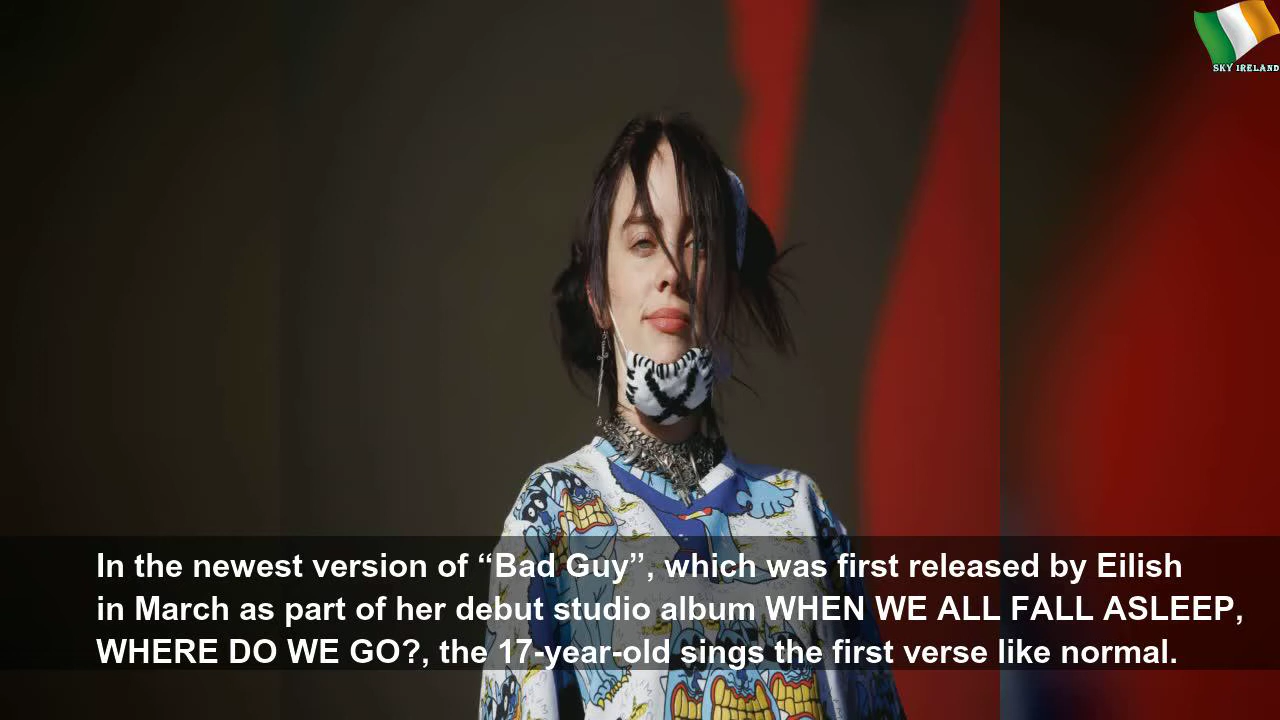 SKY IRELAND
In the newest version of “Bad Guy”, which was first released by Eilish
in March as part of her debut studio album WHEN WE ALL FALL ASLEEP,
WHERE DO WE GO?, the 17-year-old sings the first verse like normal.